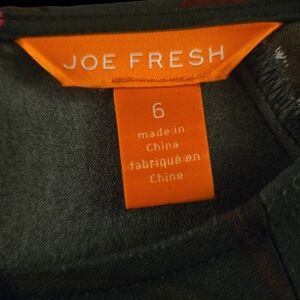 JOE FRESH
6
made in
China
fabriqué en
Chine